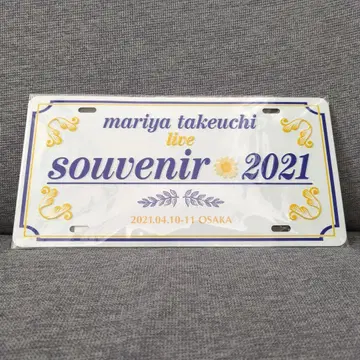 mariya takeuchi
live
souvenir 2021
2021.04.10-11 OSAKA